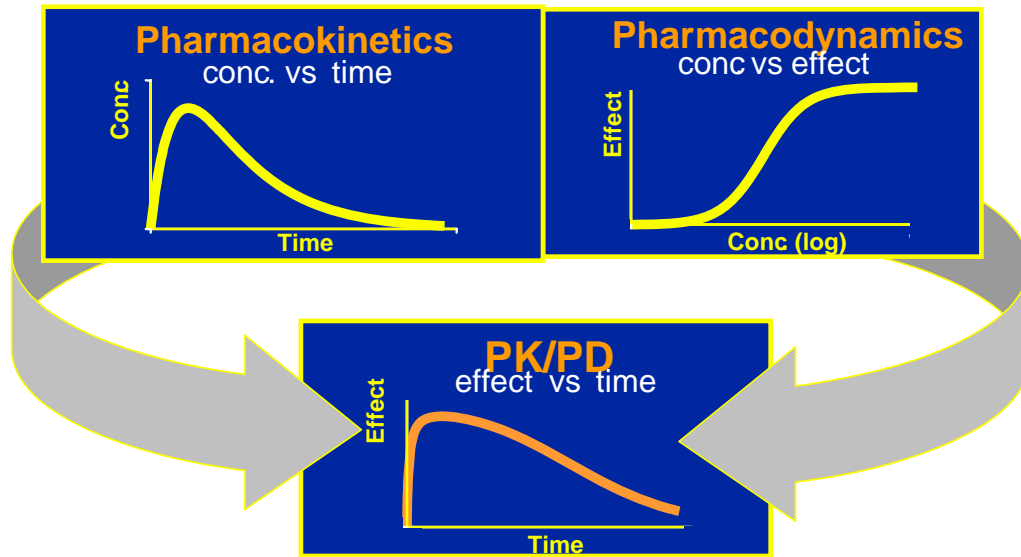 Pharmacokinetics
conc. vs time
Conc
Time
Pharmacodynamics
conc vs effect
Effect
Conc (log)
PK/PD
effect vs time
Effect
Time